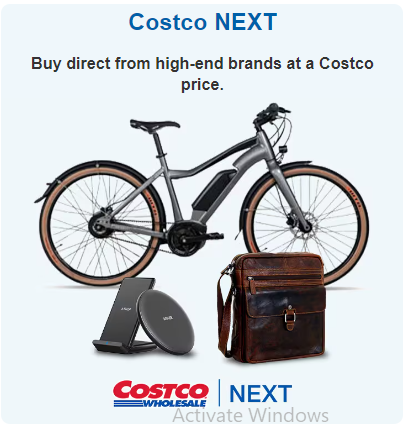 Costco NEXT
Buy direct from high-end brands at a Costco
price.
COSTCO WHOLESALE | NEXT
Activate Windows